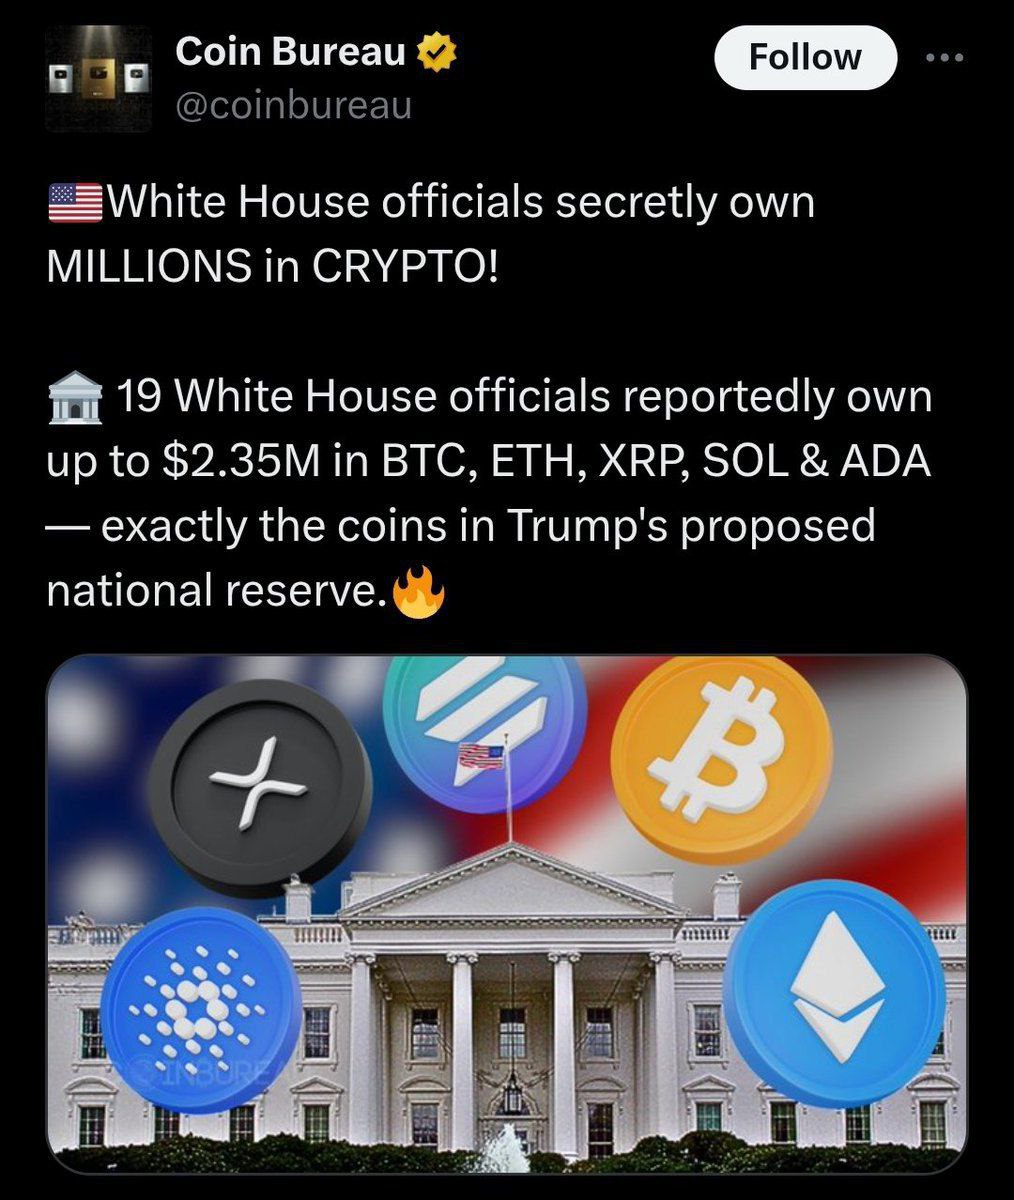 Coin Bureau
Follow
@coinbureau
🇺🇸White House officials secretly own
MILLIONS in CRYPTO!
🏛️ 19 White House officials reportedly own
up to $2.35M in BTC, ETH, XRP, SOL & ADA
— exactly the coins in Trump's proposed
national reserve.🔥